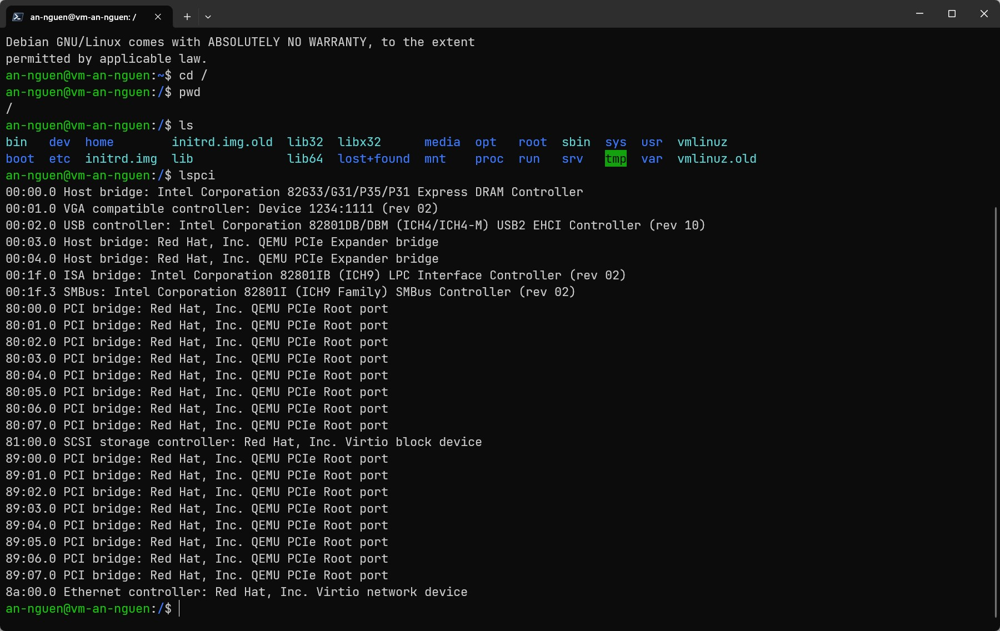 an-nguen@vm-an-nguen: /
Debian GNU/Linux comes with ABSOLUTELY NO WARRANTY, to the extent
permitted by applicable law.
an-nguen@vm-an-nguen:~$ cd /
an-nguen@vm-an-nguen:/$ pwd
/
an-nguen@vm-an-nguen:/$ ls
bin   dev  home        initrd.img.old  lib32  libx32      media  opt   root  sbin  sys  usr  vmlinuz
boot  etc  initrd.img  lib             lib64  lost+found  mnt    proc  run   srv   tmp  var  vmlinuz.old
an-nguen@vm-an-nguen:/$ lspci
00:00.0 Host bridge: Intel Corporation 82G33/G31/P35/P31 Express DRAM Controller
00:01.0 VGA compatible controller: Device 1234:1111 (rev 02)
00:02.0 USB controller: Intel Corporation 82801DB/DBM (ICH4/ICH4-M) USB2 EHCI Controller (rev 10)
00:03.0 Host bridge: Red Hat, Inc. QEMU PCIe Expander bridge
00:04.0 Host bridge: Red Hat, Inc. QEMU PCIe Expander bridge
00:1f.0 ISA bridge: Intel Corporation 82801IB (ICH9) LPC Interface Controller (rev 02)
00:1f.3 SMBus: Intel Corporation 82801I (ICH9 Family) SMBus Controller (rev 02)
80:00.0 PCI bridge: Red Hat, Inc. QEMU PCIe Root port
80:01.0 PCI bridge: Red Hat, Inc. QEMU PCIe Root port
80:02.0 PCI bridge: Red Hat, Inc. QEMU PCIe Root port
80:03.0 PCI bridge: Red Hat, Inc. QEMU PCIe Root port
80:04.0 PCI bridge: Red Hat, Inc. QEMU PCIe Root port
80:05.0 PCI bridge: Red Hat, Inc. QEMU PCIe Root port
80:06.0 PCI bridge: Red Hat, Inc. QEMU PCIe Root port
80:07.0 PCI bridge: Red Hat, Inc. QEMU PCIe Root port
81:00.0 SCSI storage controller: Red Hat, Inc. Virtio block device
89:00.0 PCI bridge: Red Hat, Inc. QEMU PCIe Root port
89:01.0 PCI bridge: Red Hat, Inc. QEMU PCIe Root port
89:02.0 PCI bridge: Red Hat, Inc. QEMU PCIe Root port
89:03.0 PCI bridge: Red Hat, Inc. QEMU PCIe Root port
89:04.0 PCI bridge: Red Hat, Inc. QEMU PCIe Root port
89:05.0 PCI bridge: Red Hat, Inc. QEMU PCIe Root port
89:06.0 PCI bridge: Red Hat, Inc. QEMU PCIe Root port
89:07.0 PCI bridge: Red Hat, Inc. QEMU PCIe Root port
8a:00.0 Ethernet controller: Red Hat, Inc. Virtio network device
an-nguen@vm-an-nguen:/$